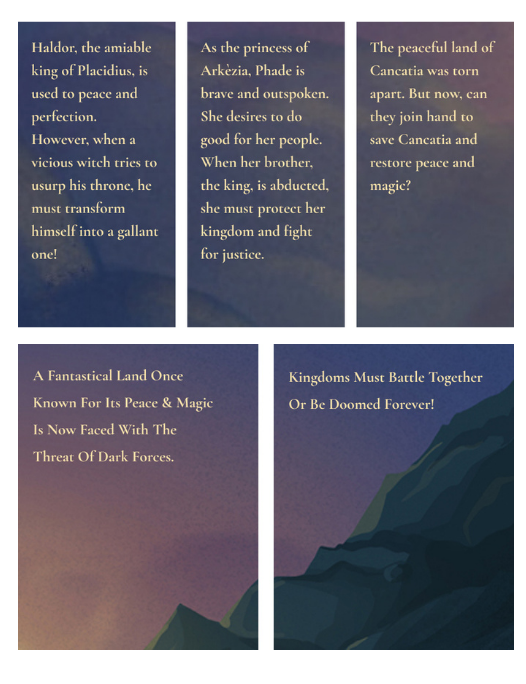 Haldor, the amiable
king of Placidius, is
used to peace and
perfection.
However, when a
vicious witch tries to
usurp his throne, he
must transform
himself into a gallant
one!
As the princess of
Arkèzia, Phade is
brave and outspoken.
She desires to do
good for her people.
When her brother,
the king, is abducted,
she must protect her
kingdom and fight
for justice.
The peaceful land of
Cancatia was torn
apart. But now, can
they join hand to
save Cancatia and
restore peace and
magic?
A Fantastical Land Once
Known For Its Peace & Magic
Is Now Faced With The
Threat Of Dark Forces.
Kingdoms Must Battle Together
Or Be Doomed Forever!